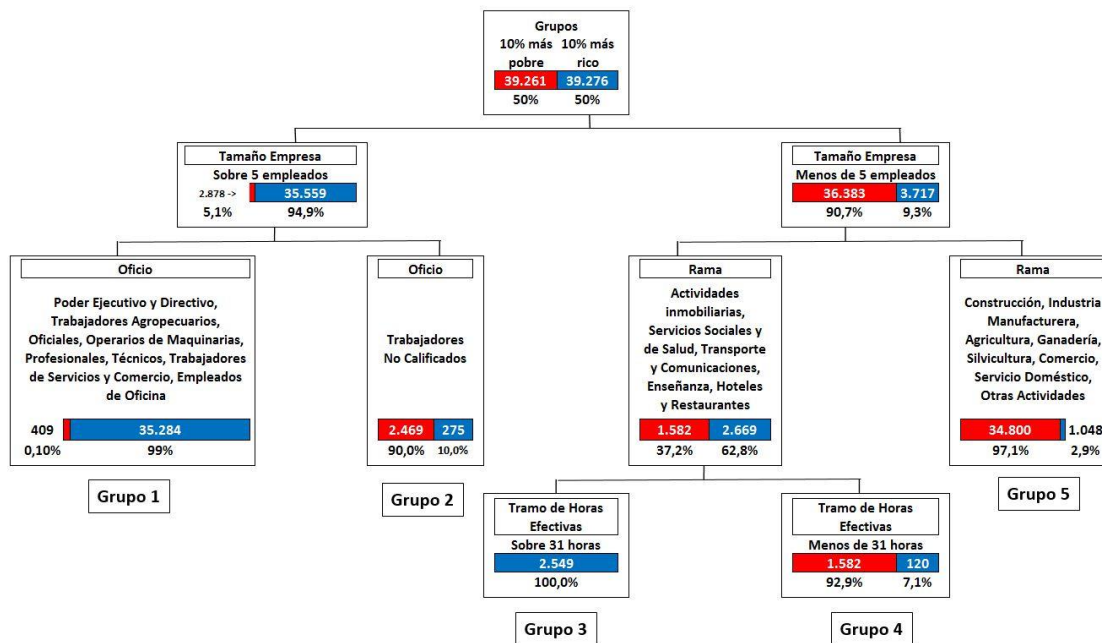 Grupos
10% más pobre
10% más rico
39.261 39.276
50% 50%
Tamaño Empresa
Sobre 5 empleados
2.878 -> 35.559
5,1% 94,9%
Tamaño Empresa
Menos de 5 empleados
36.383 3.717
90,7% 9,3%
Oficio
Poder Ejecutivo y Directivo,
Trabajadores Agropecuarios,
Oficiales, Operarios de Maquinarias,
Profesionales, Técnicos, Trabajadores
de Servicios y Comercio, Empleados
de Oficina
409 35.284
0,10% 99%
Grupo 1
Oficio
Trabajadores
No Calificados
2.469 275
90,0% 10,0%
Grupo 2
Rama
Actividades
inmobiliarias,
Servicios Sociales y
de Salud, Transporte
y Comunicaciones,
Enseñanza, Hoteles
y Restaurantes
1.582 2.669
37,2% 62,8%
Rama
Construcción, Industria
Manufacturera,
Agricultura, Ganadería,
Silvicultura, Comercio,
Servicio Doméstico,
Otras Actividades
34.800 1.048
97,1% 2,9%
Grupo 5
Tramo de Horas
Efectivas
Sobre 31 horas
2.549
100,0%
Grupo 3
Tramo de Horas
Efectivas
Menos de 31 horas
1.582 120
92,9% 7,1%
Grupo 4